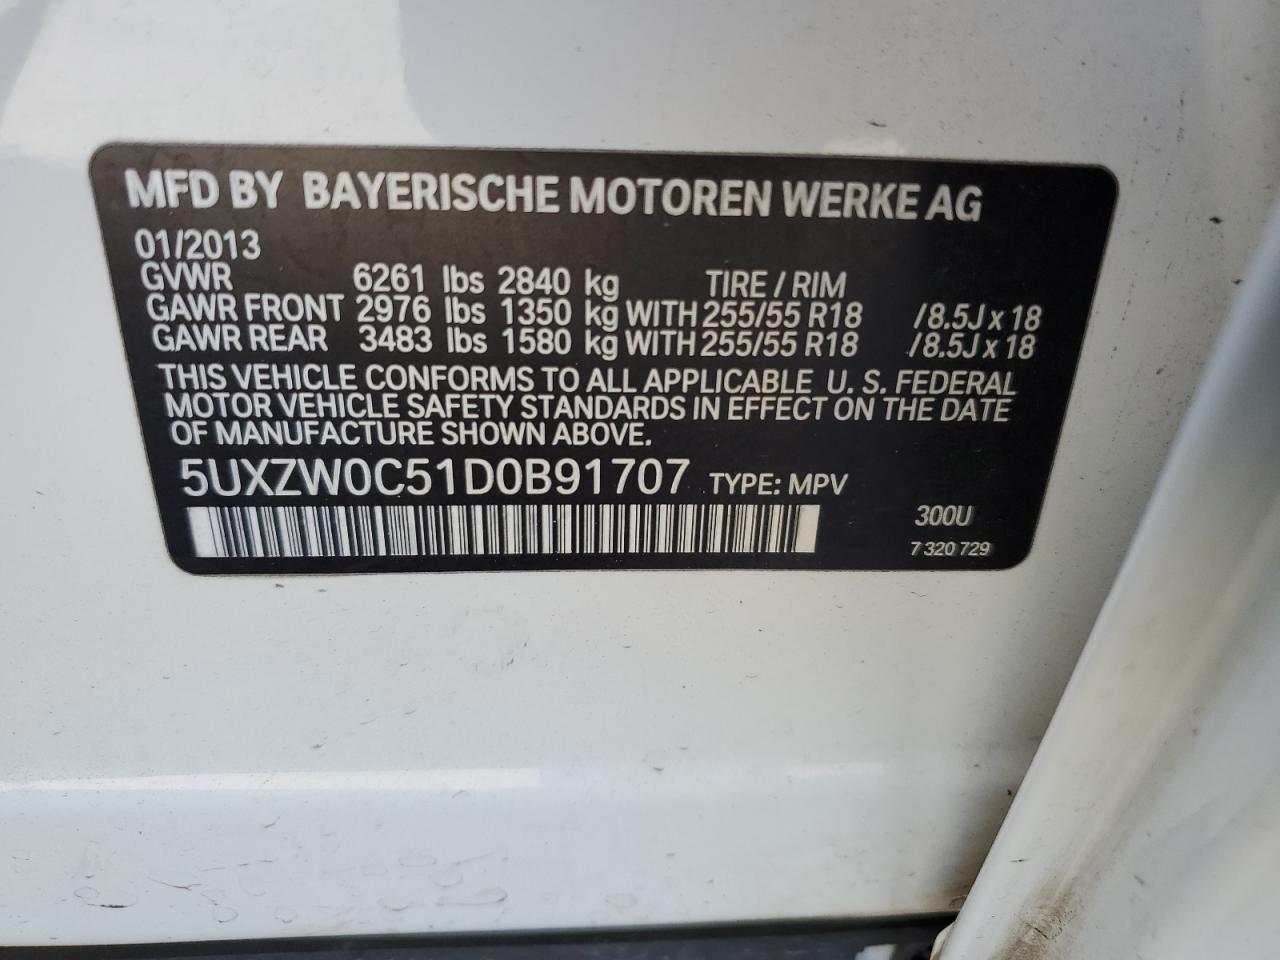 MFD BY BAYERISCHE MOTOREN WERKE AG
01/2013
GVWR 6261 lbs 2840 kg TIRE / RIM
GAWR FRONT 2976 lbs 1350 kg WITH 255/55 R18 /8.5J x 18
GAWR REAR 3483 lbs 1580 kg WITH 255/55 R18 /8.5J x 18
THIS VEHICLE CONFORMS TO ALL APPLICABLE U. S. FEDERAL
MOTOR VEHICLE SAFETY STANDARDS IN EFFECT ON THE DATE
OF MANUFACTURE SHOWN ABOVE.
5UXZW0C51D0B91707 TYPE: MPV
300U
7 320 729